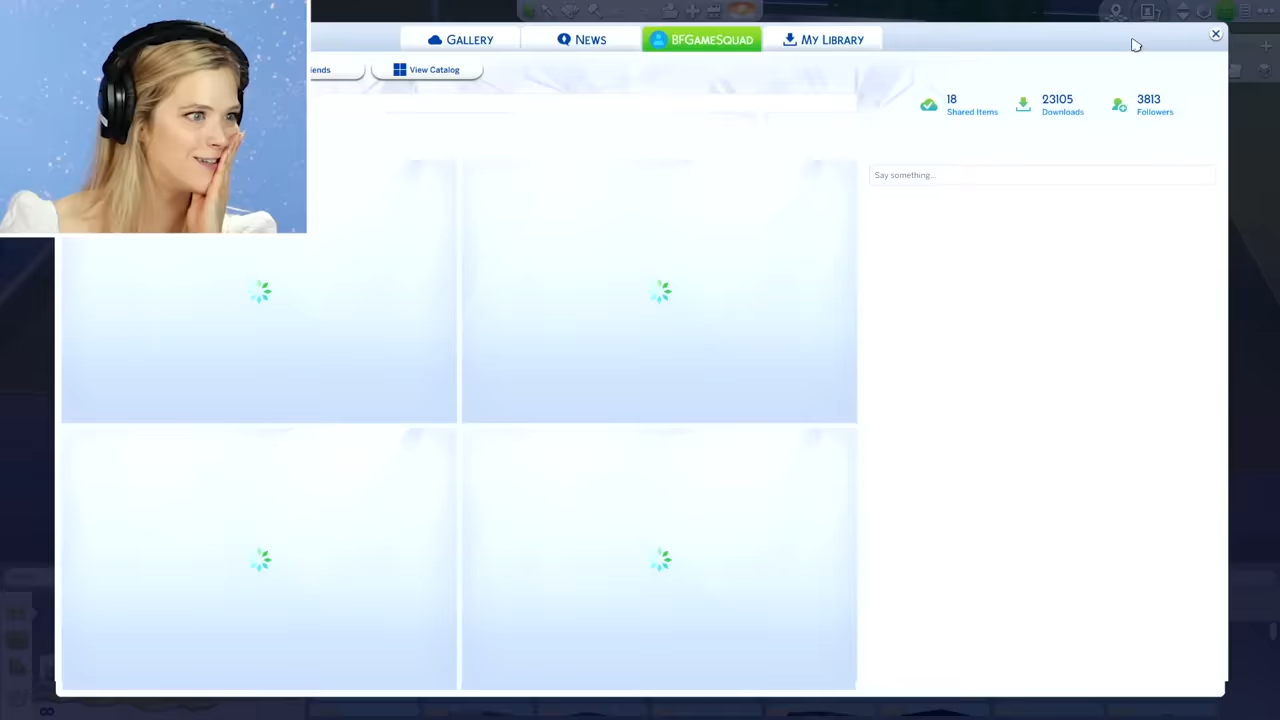 GALLERY
NEWS
BFGAMESQUAD
MY LIBRARY
iends
View Catalog
18
Shared Items
23105
Downloads
3813
Followers
Say something...